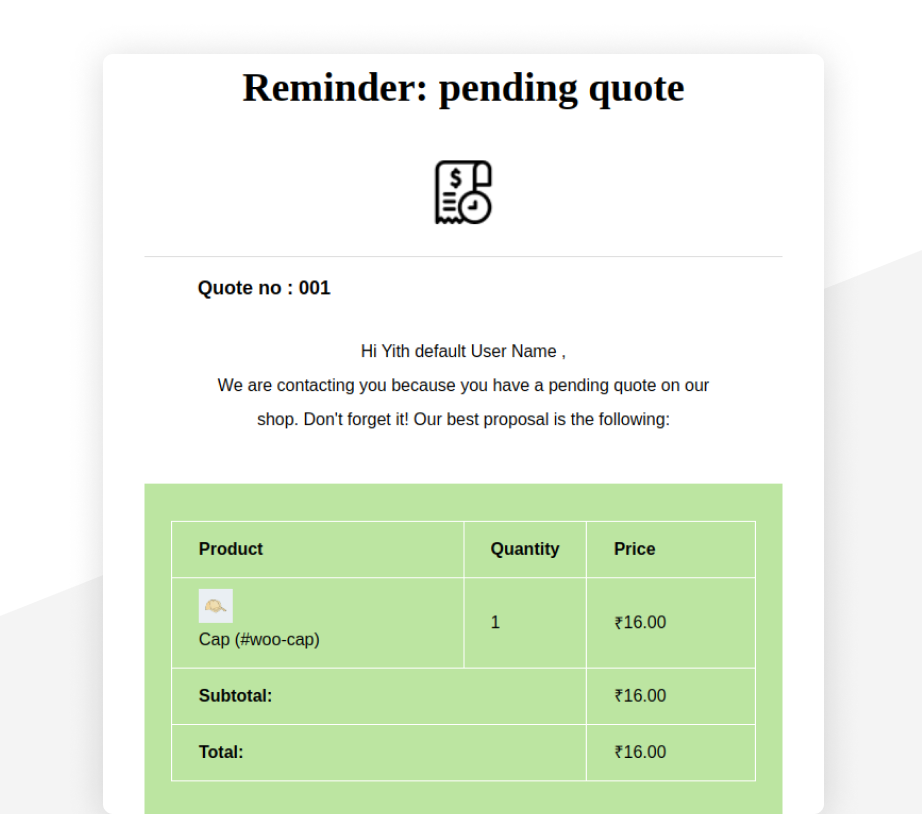 Reminder: pending quote
$
Quote no : 001
Hi Yith default User Name ,
We are contacting you because you have a pending quote on our
shop. Don't forget it! Our best proposal is the following:
Product Quantity Price
Cap (#woo-cap) 1 ₹16.00
Subtotal: ₹16.00
Total: ₹16.00